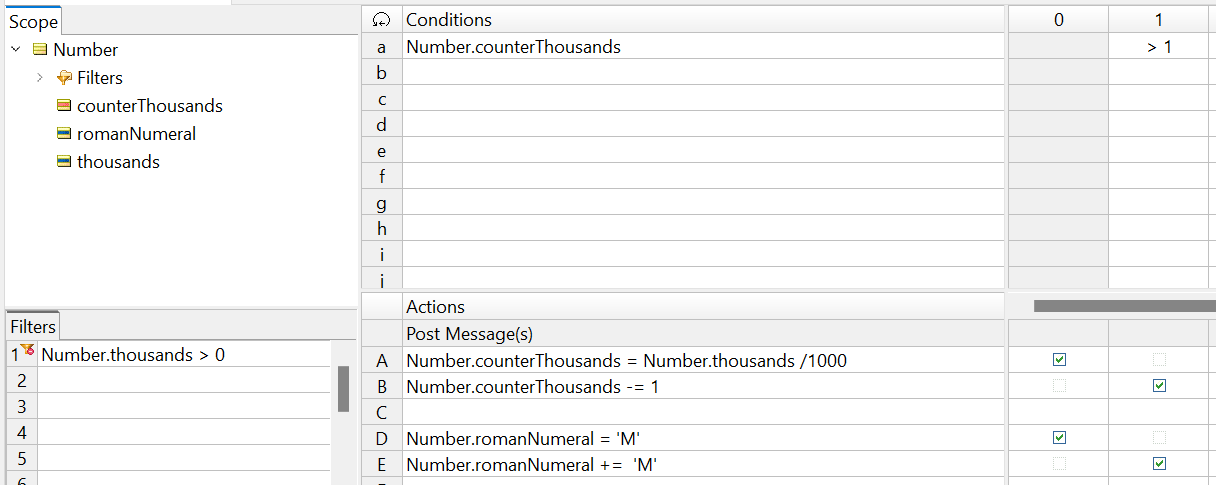 Scope
Number
Filters
counterThousands
romanNumeral
thousands
Filters
1 Number.thousands > 0
2
3
4
5
6
Conditions 0 1
a Number.counterThousands > 1
b
c
d
e
f
g
h
i
j
Actions
Post Message(s)
A Number.counterThousands = Number.thousands /1000
B Number.counterThousands -= 1
C
D Number.romanNumeral = 'M'
E Number.romanNumeral += 'M'